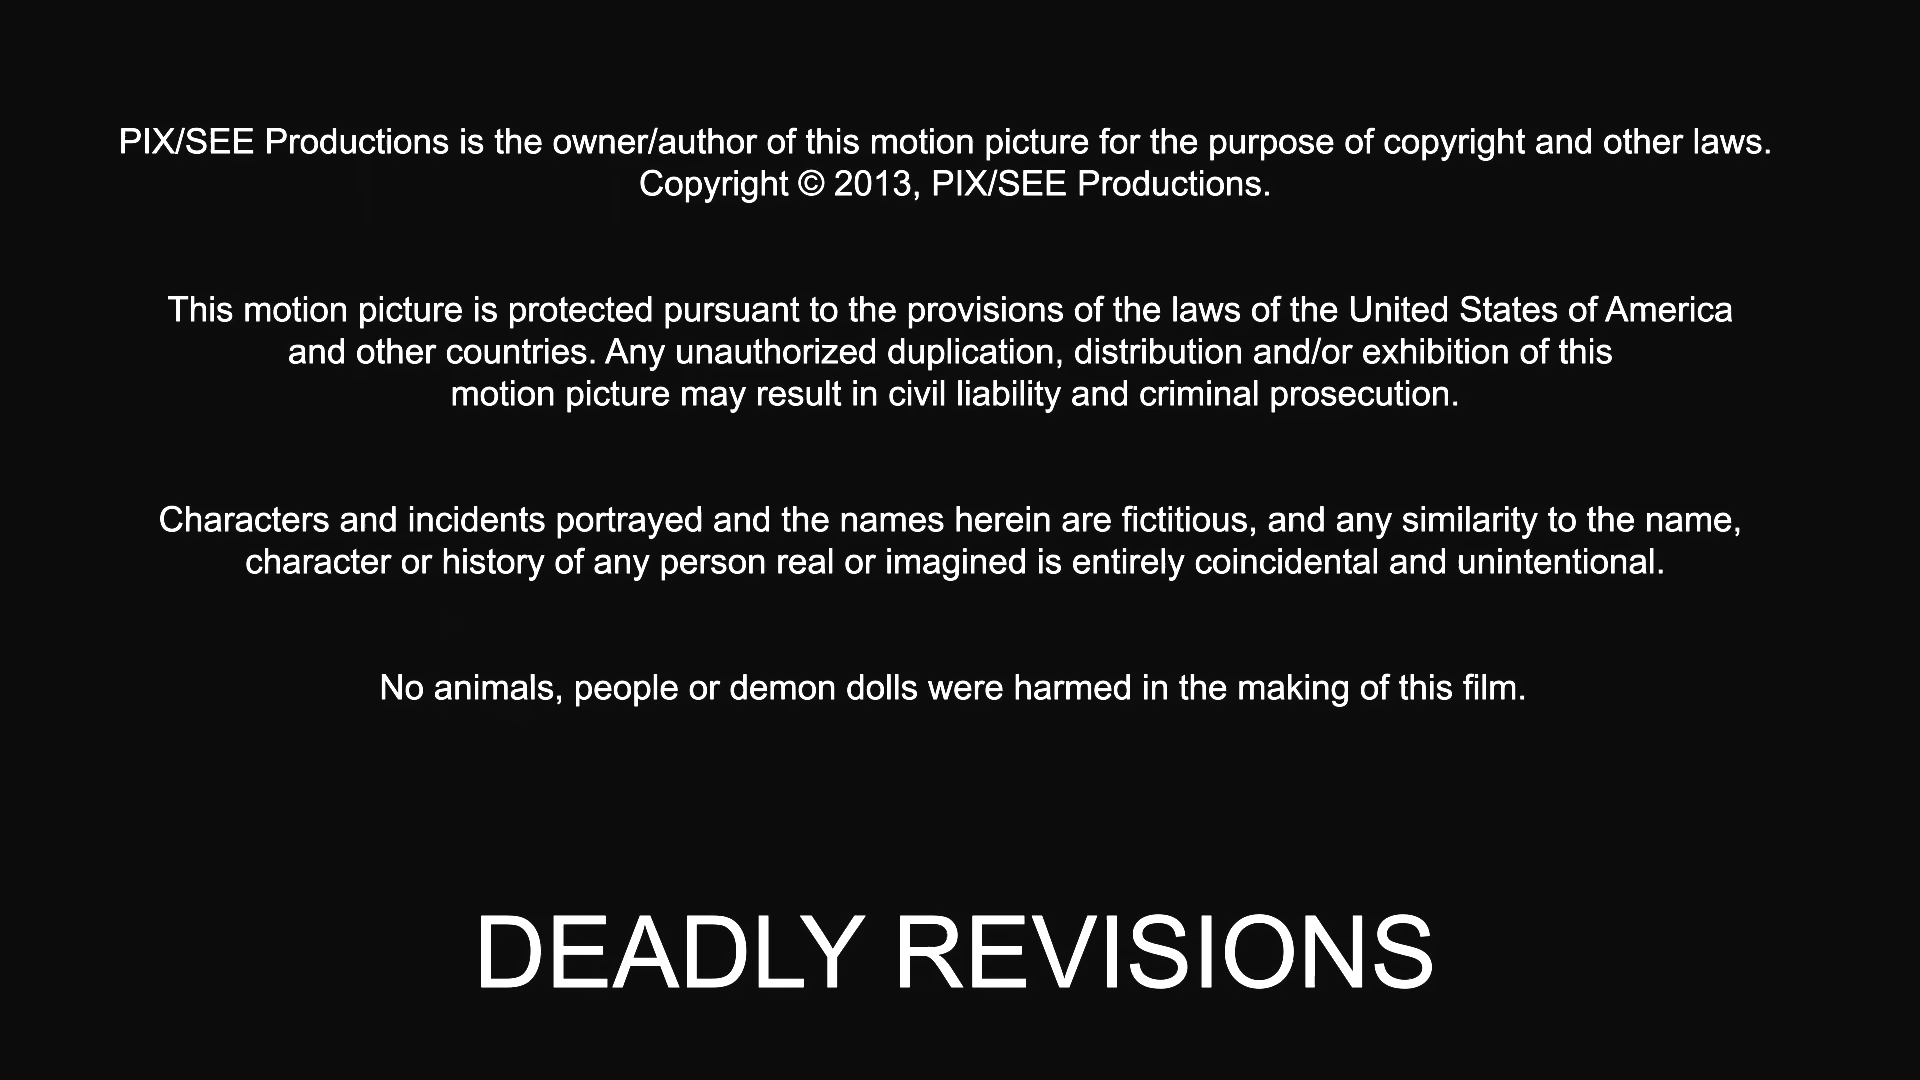 PIX/SEE Productions is the owner/author of this motion picture for the purpose of copyright and other laws.
Copyright © 2013, PIX/SEE Productions.
This motion picture is protected pursuant to the provisions of the laws of the United States of America
and other countries. Any unauthorized duplication, distribution and/or exhibition of this
motion picture may result in civil liability and criminal prosecution.
Characters and incidents portrayed and the names herein are fictitious, and any similarity to the name,
character or history of any person real or imagined is entirely coincidental and unintentional.
No animals, people or demon dolls were harmed in the making of this film.
DEADLY REVISIONS